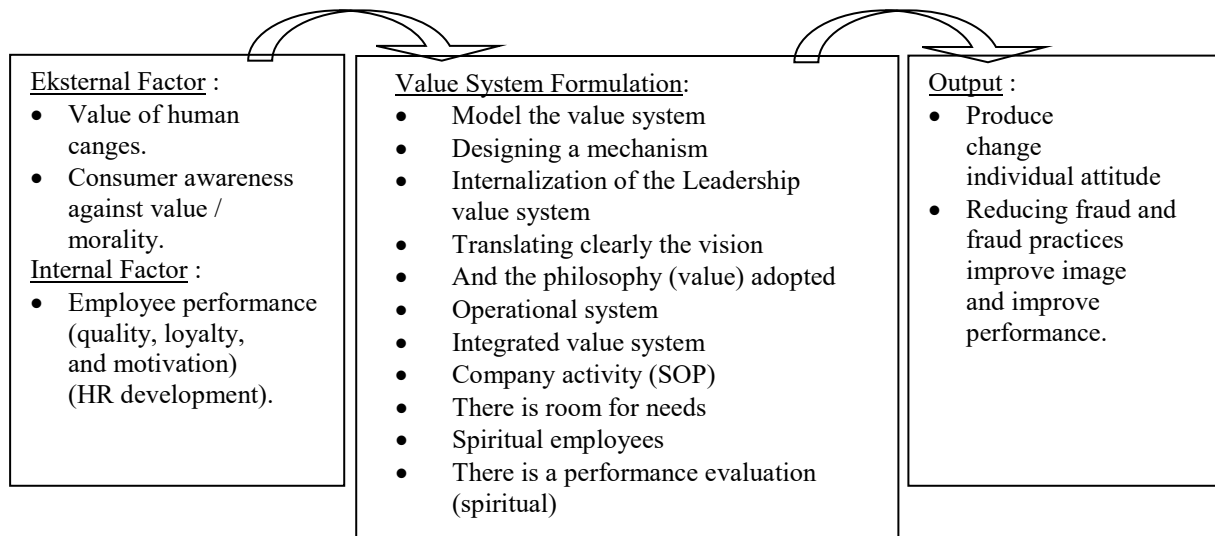 Eksternal Factor :
• Value of human
canges.
• Consumer awareness
against value /
morality.
Internal Factor :
• Employee performance
(quality, loyalty,
and motivation)
(HR development).
Value System Formulation:
• Model the value system
• Designing a mechanism
• Internalization of the Leadership
value system
• Translating clearly the vision
• And the philosophy (value) adopted
• Operational system
• Integrated value system
• Company activity (SOP)
• There is room for needs
• Spiritual employees
• There is a performance evaluation
(spiritual)
Output :
• Produce
change
individual attitude
• Reducing fraud and
fraud practices
improve image
and improve
performance.